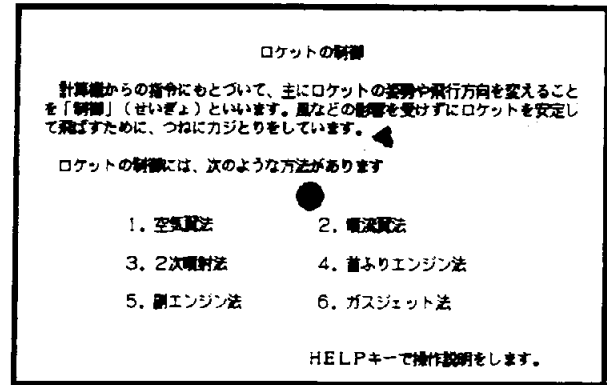 ロケットの制御
計算機からの指令にもとづいて、主にロケットの姿勢や飛行方向を変えること
を「制御」(せいぎょ)といいます。風などの影響を受けずにロケットを安定し
て飛ばすために、つねにカジとりをしています。
ロケットの制御には、次のような方法があります
1. 空気翼法 2. 噴流翼法
3. 2次噴射法 4. 首ふりエンジン法
5. 副エンジン法 6. ガスジェット法
HELPキーで操作説明をします。